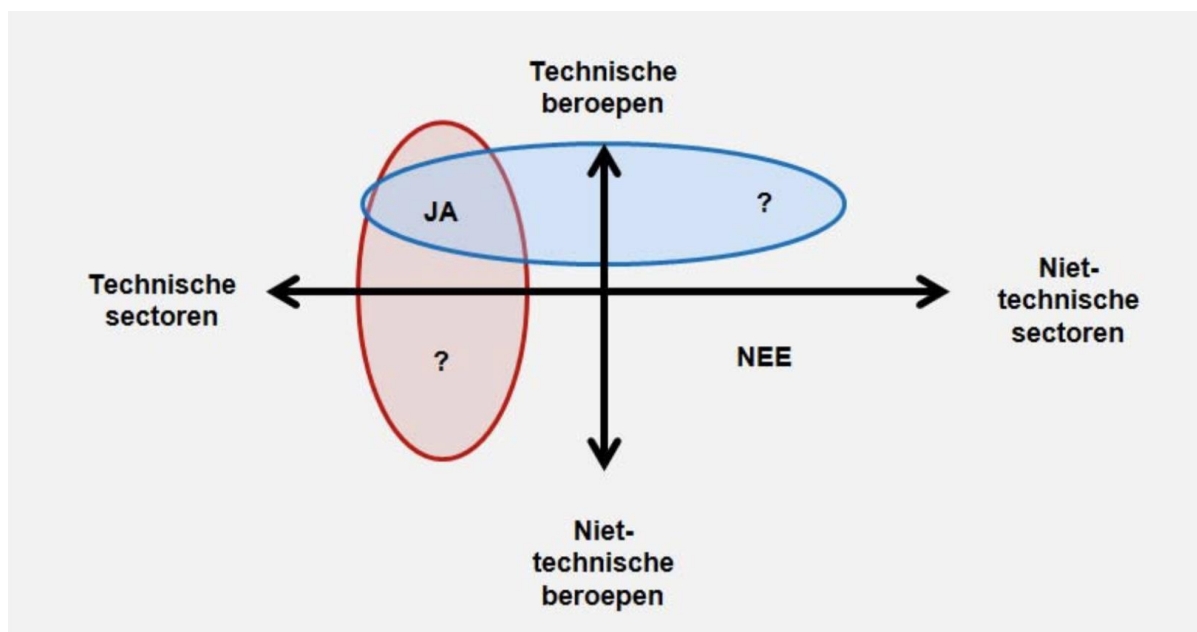 Technische
beroepen
JA
?
Technische
sectoren
Niet-
technische
sectoren
?
NEE
Niet-
technische
beroepen